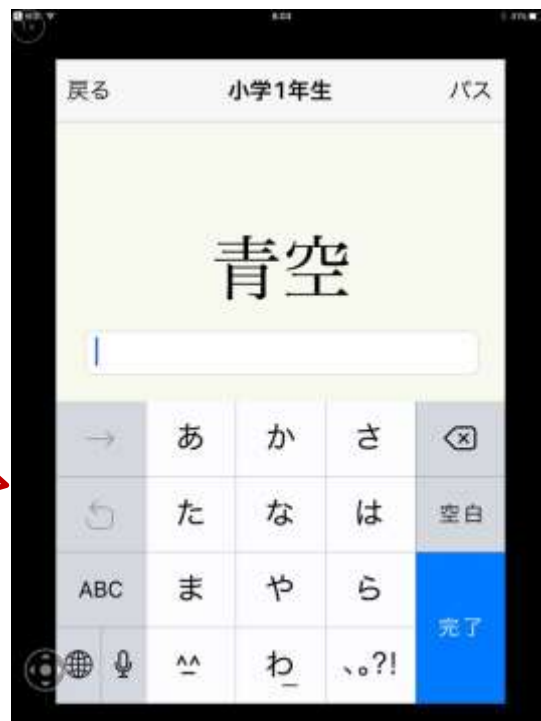 戻る 小学1年生 パス
青空
→ あ か さ
た な は 空白
ABC ま や ら
完了
^^ わ_ 、。?!